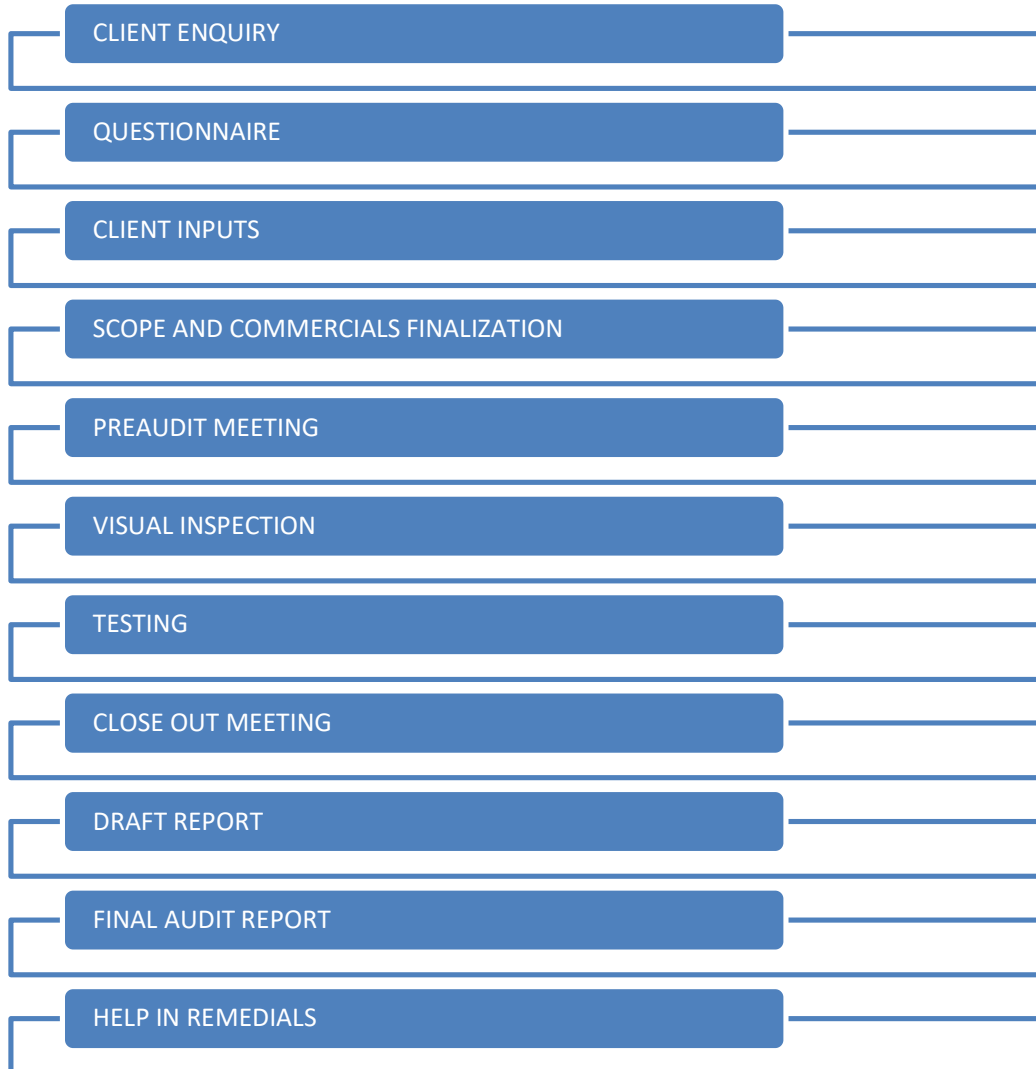 CLIENT ENQUIRY
QUESTIONNAIRE
CLIENT INPUTS
SCOPE AND COMMERCIALS FINALIZATION
PREAUDIT MEETING
VISUAL INSPECTION
TESTING
CLOSE OUT MEETING
DRAFT REPORT
FINAL AUDIT REPORT
HELP IN REMEDIALS